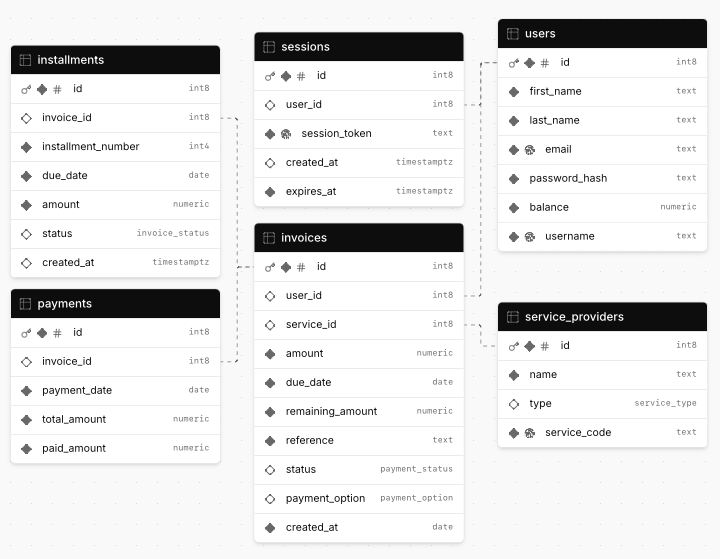 installments
id int8
invoice_id int8
installment_number int4
due_date date
amount numeric
status invoice_status
created_at timestamptz
payments
id int8
invoice_id int8
payment_date date
total_amount numeric
paid_amount numeric
sessions
id int8
user_id int8
session_token text
created_at timestamptz
expires_at timestamptz
invoices
id int8
user_id int8
service_id int8
amount numeric
due_date date
remaining_amount numeric
reference text
status payment_status
payment_option payment_option
created_at date
users
id int8
first_name text
last_name text
email text
password_hash text
balance numeric
username text
service_providers
id int8
name text
type service_type
service_code text